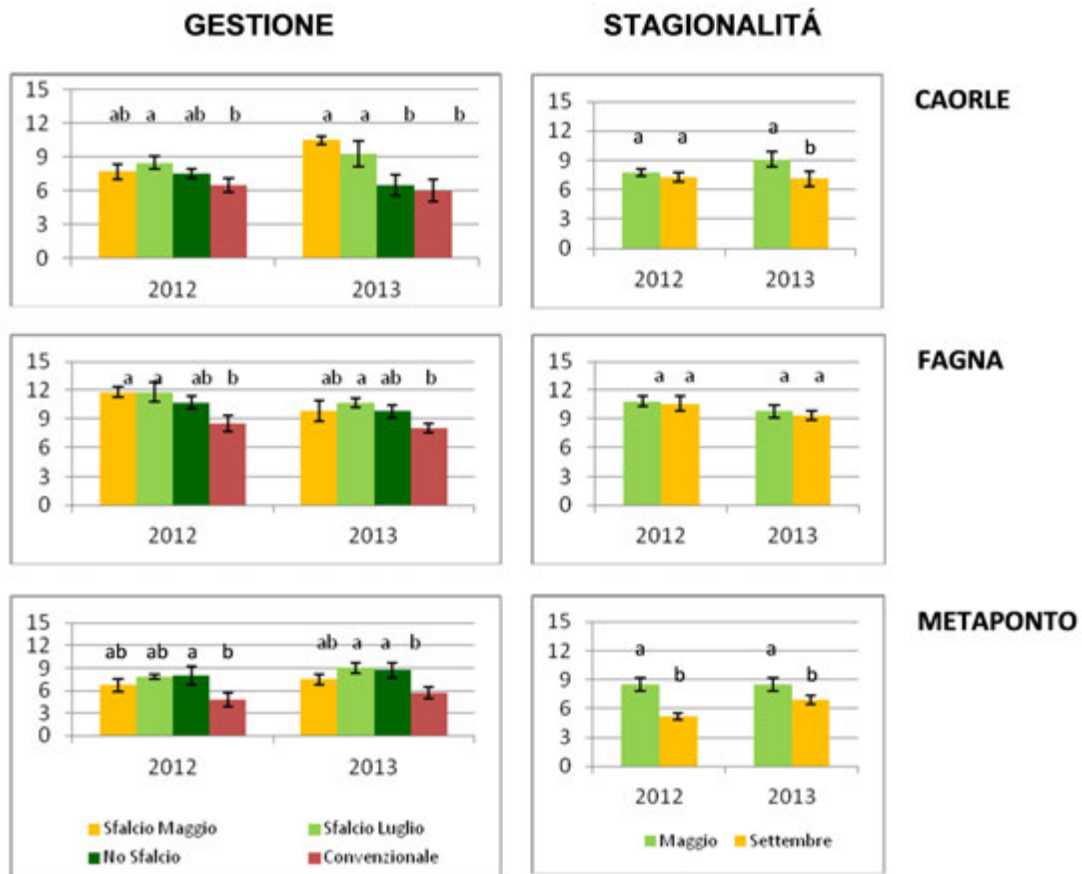 GESTIONE
STAGIONALITÁ
CAORLE
15
12
9
6
3
0
ab a ab b
a a b b
2012 2013
15
12
9
6
3
0
a a
a b
2012 2013
FAGNA
15
12
9
6
3
0
a a ab b
ab a ab b
2012 2013
15
12
9
6
3
0
a a
a a
2012 2013
METAPONTO
15
12
9
6
3
0
ab ab a b
ab a a b
2012 2013
Sfalcio Maggio Sfalcio Luglio
No Sfalcio Convenzionale
15
12
9
6
3
0
a b
a b
2012 2013
Maggio Settembre